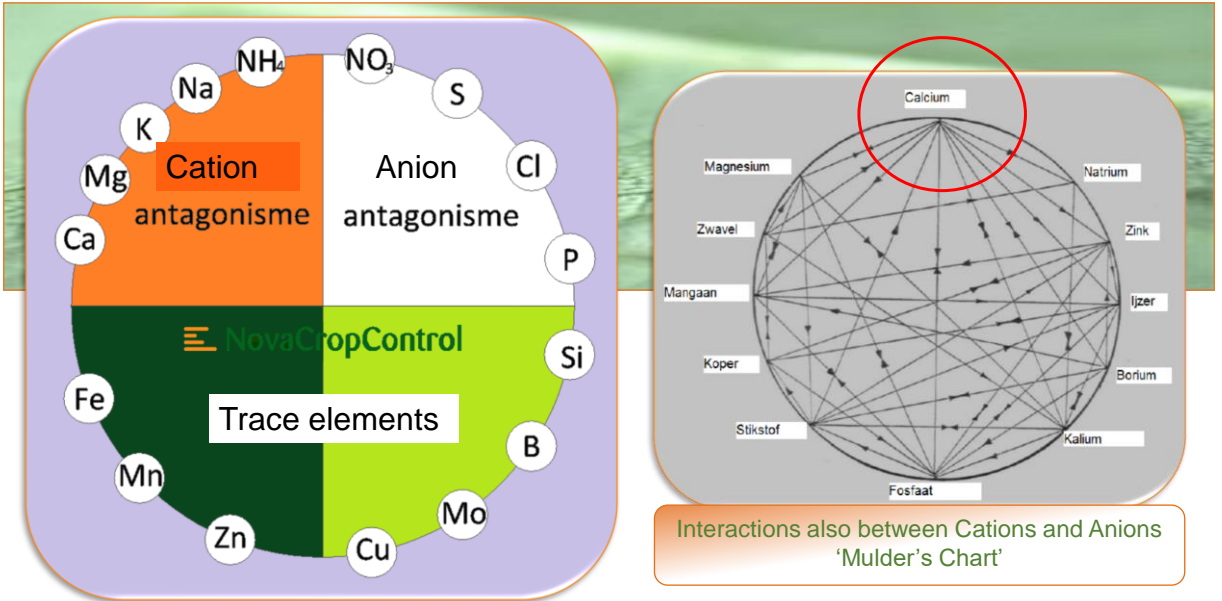 NH₄
NO₃
Na
S
K
Cl
Mg
Ca
P
Cation
antagonisme
Anion
antagonisme
NovaCropControl
Si
Fe
Trace elements
B
Mn
Mo
Zn
Cu
Calcium
Magnesium
Natrium
Zwavel
Zink
Mangaan
Ijzer
Koper
Borium
Stikstof
Kalium
Fosfaat
Interactions also between Cations and Anions
‘Mulder’s Chart’